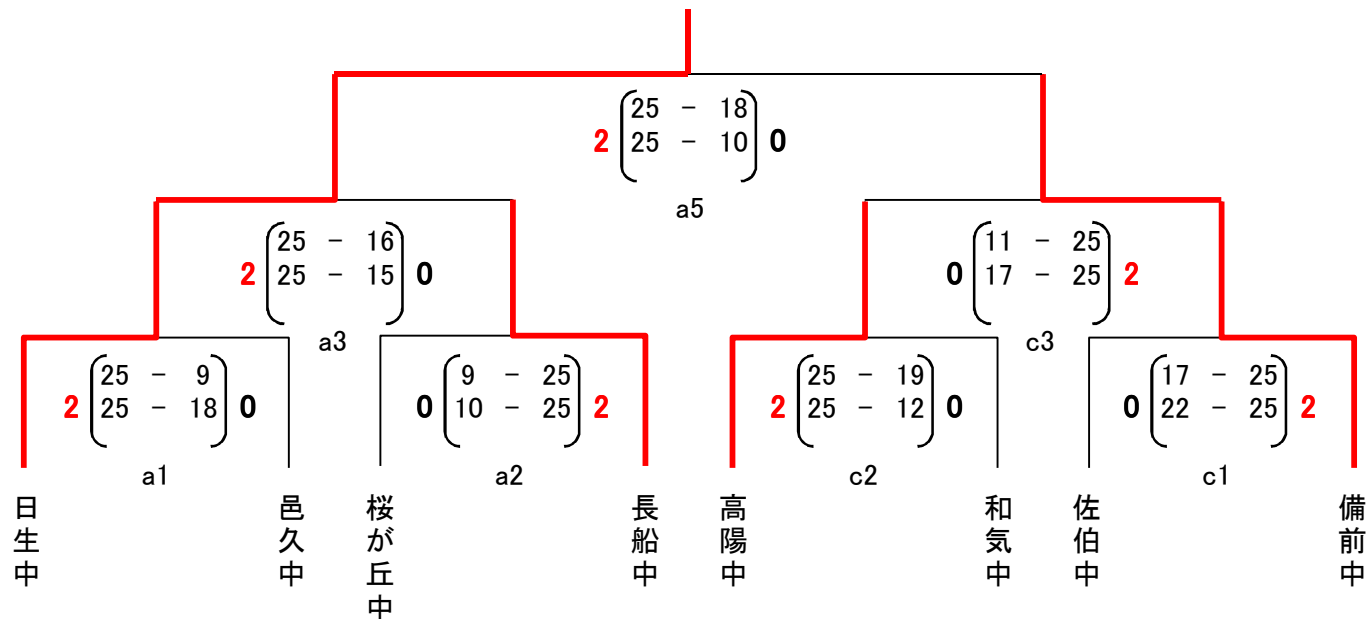 25 − 18
2 25 − 10 0
a5
25 − 16
2 25 − 15 0
a3
11 − 25
0 17 − 25 2
c3
25 − 9
2 25 − 18 0
a1
9 − 25
0 10 − 25 2
a2
25 − 19
2 25 − 12 0
c2
17 − 25
0 22 − 25 2
c1
日生中
邑久中
桜が丘中
長船中
高陽中
和気中
佐伯中
備前中